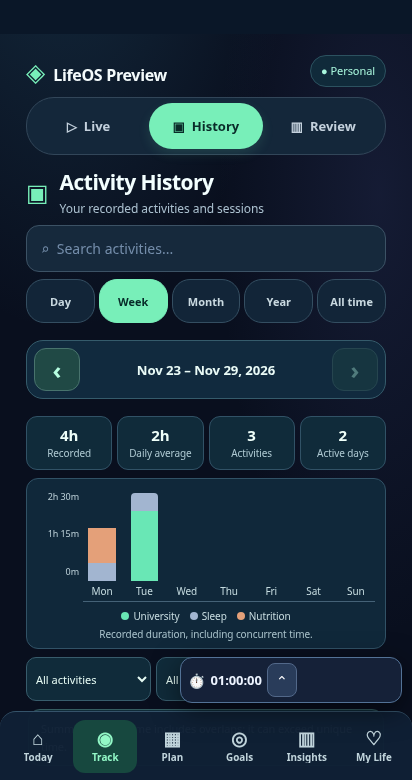 LifeOS Preview
Personal
Live
History
Review
Activity History
Your recorded activities and sessions
Search activities...
Day
Week
Month
Year
All time
Nov 23 – Nov 29, 2026
4h
Recorded
2h
Daily average
3
Activities
2
Active days
2h 30m
1h 15m
0m
Mon Tue Wed Thu Fri Sat Sun
University Sleep Nutrition
Recorded duration, including concurrent time.
All activities
All
01:00:00
Today
Track
Plan
Goals
Insights
My Life